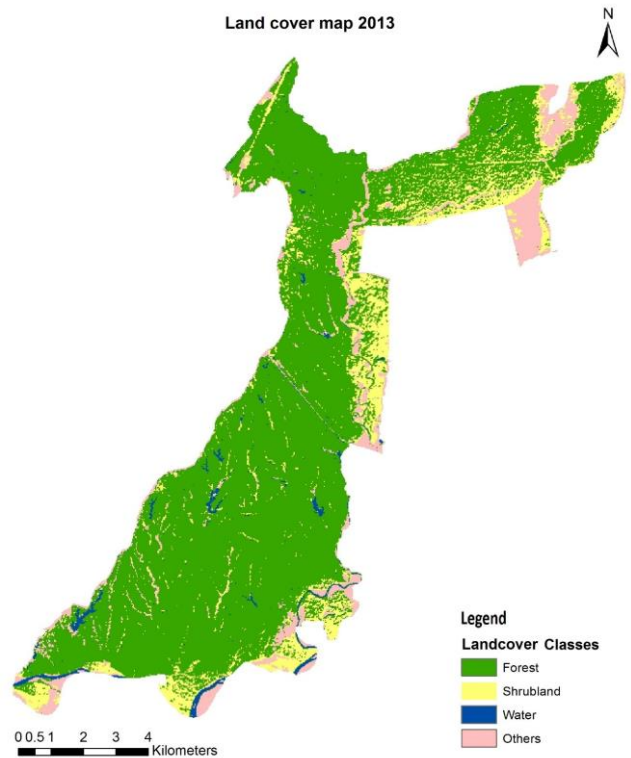 Land cover map 2013
N
Legend
Landcover Classes
Forest
Shrubland
Water
Others
0 0.5 1 2 3 4
Kilometers